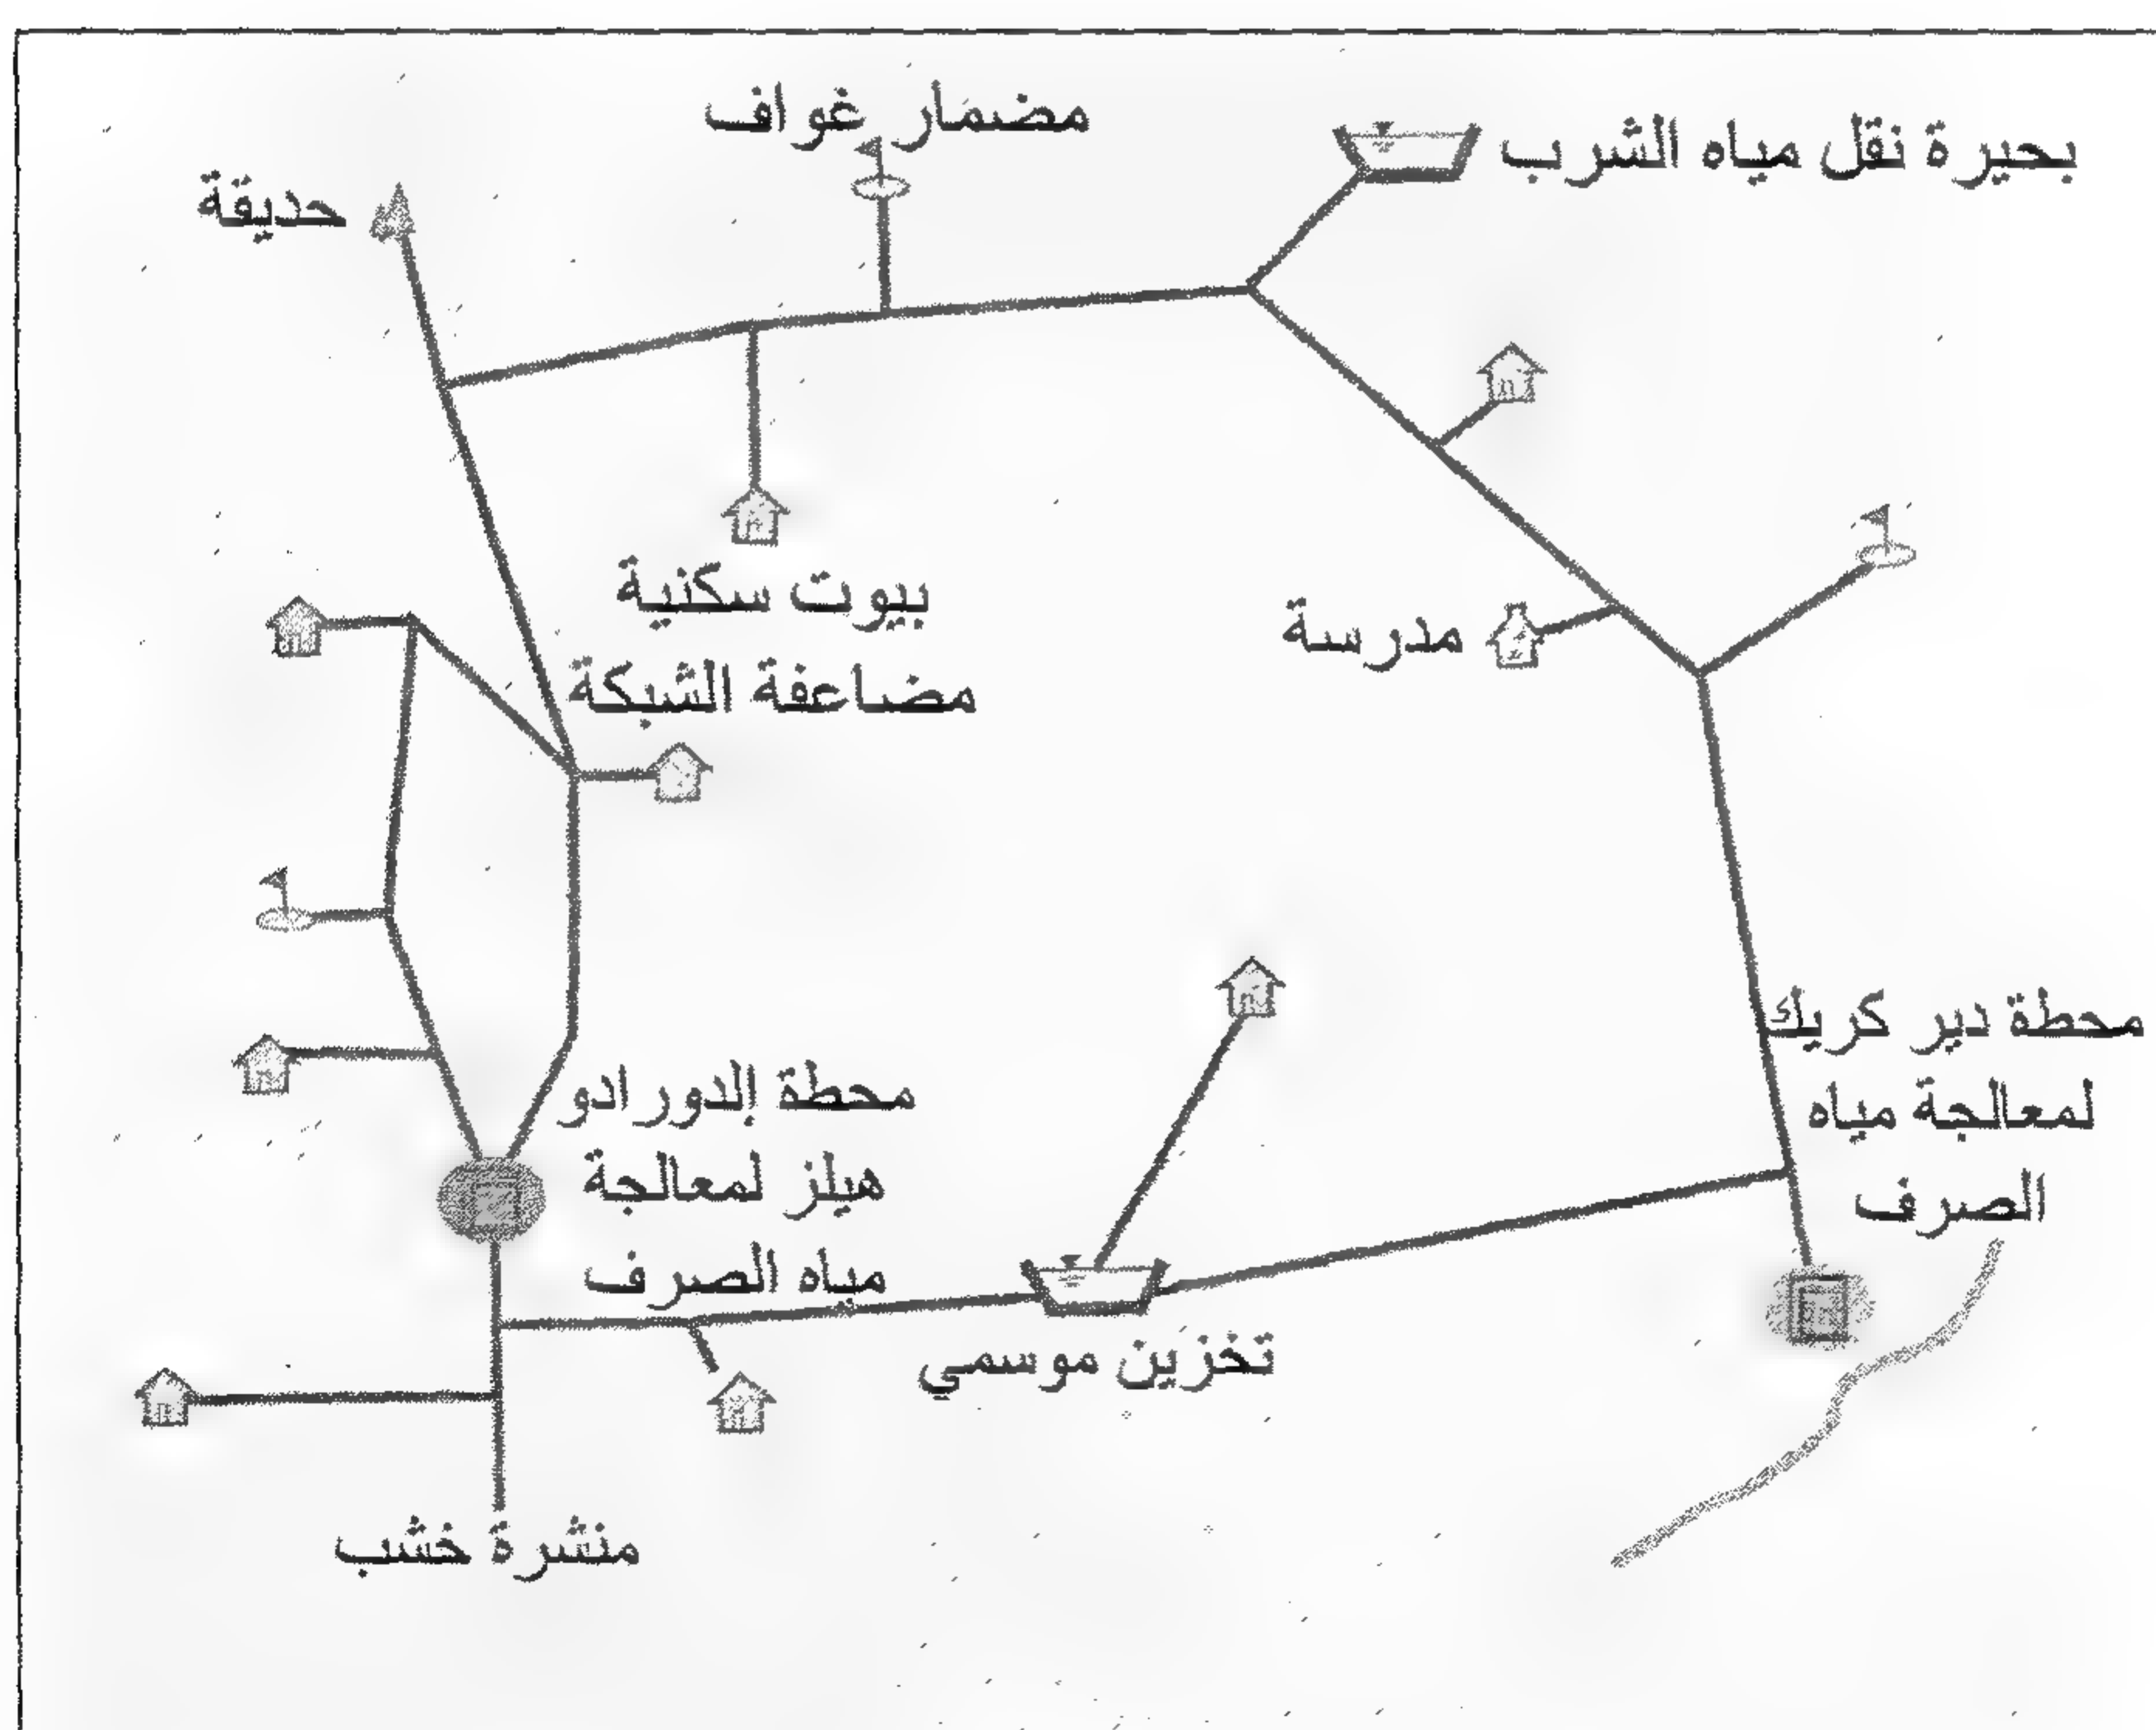 مضمار غواف
بحيرة نقل مياه الشرب
حديقة
بيوت سكنية
مضاعفة الشبكة
مدرسة
محطة دير كريك
لمعالجة مياه
الصرف
محطة إلدورادو
هيلز لمعالجة
مياه الصرف
تخزين موسمي
منشرة خشب